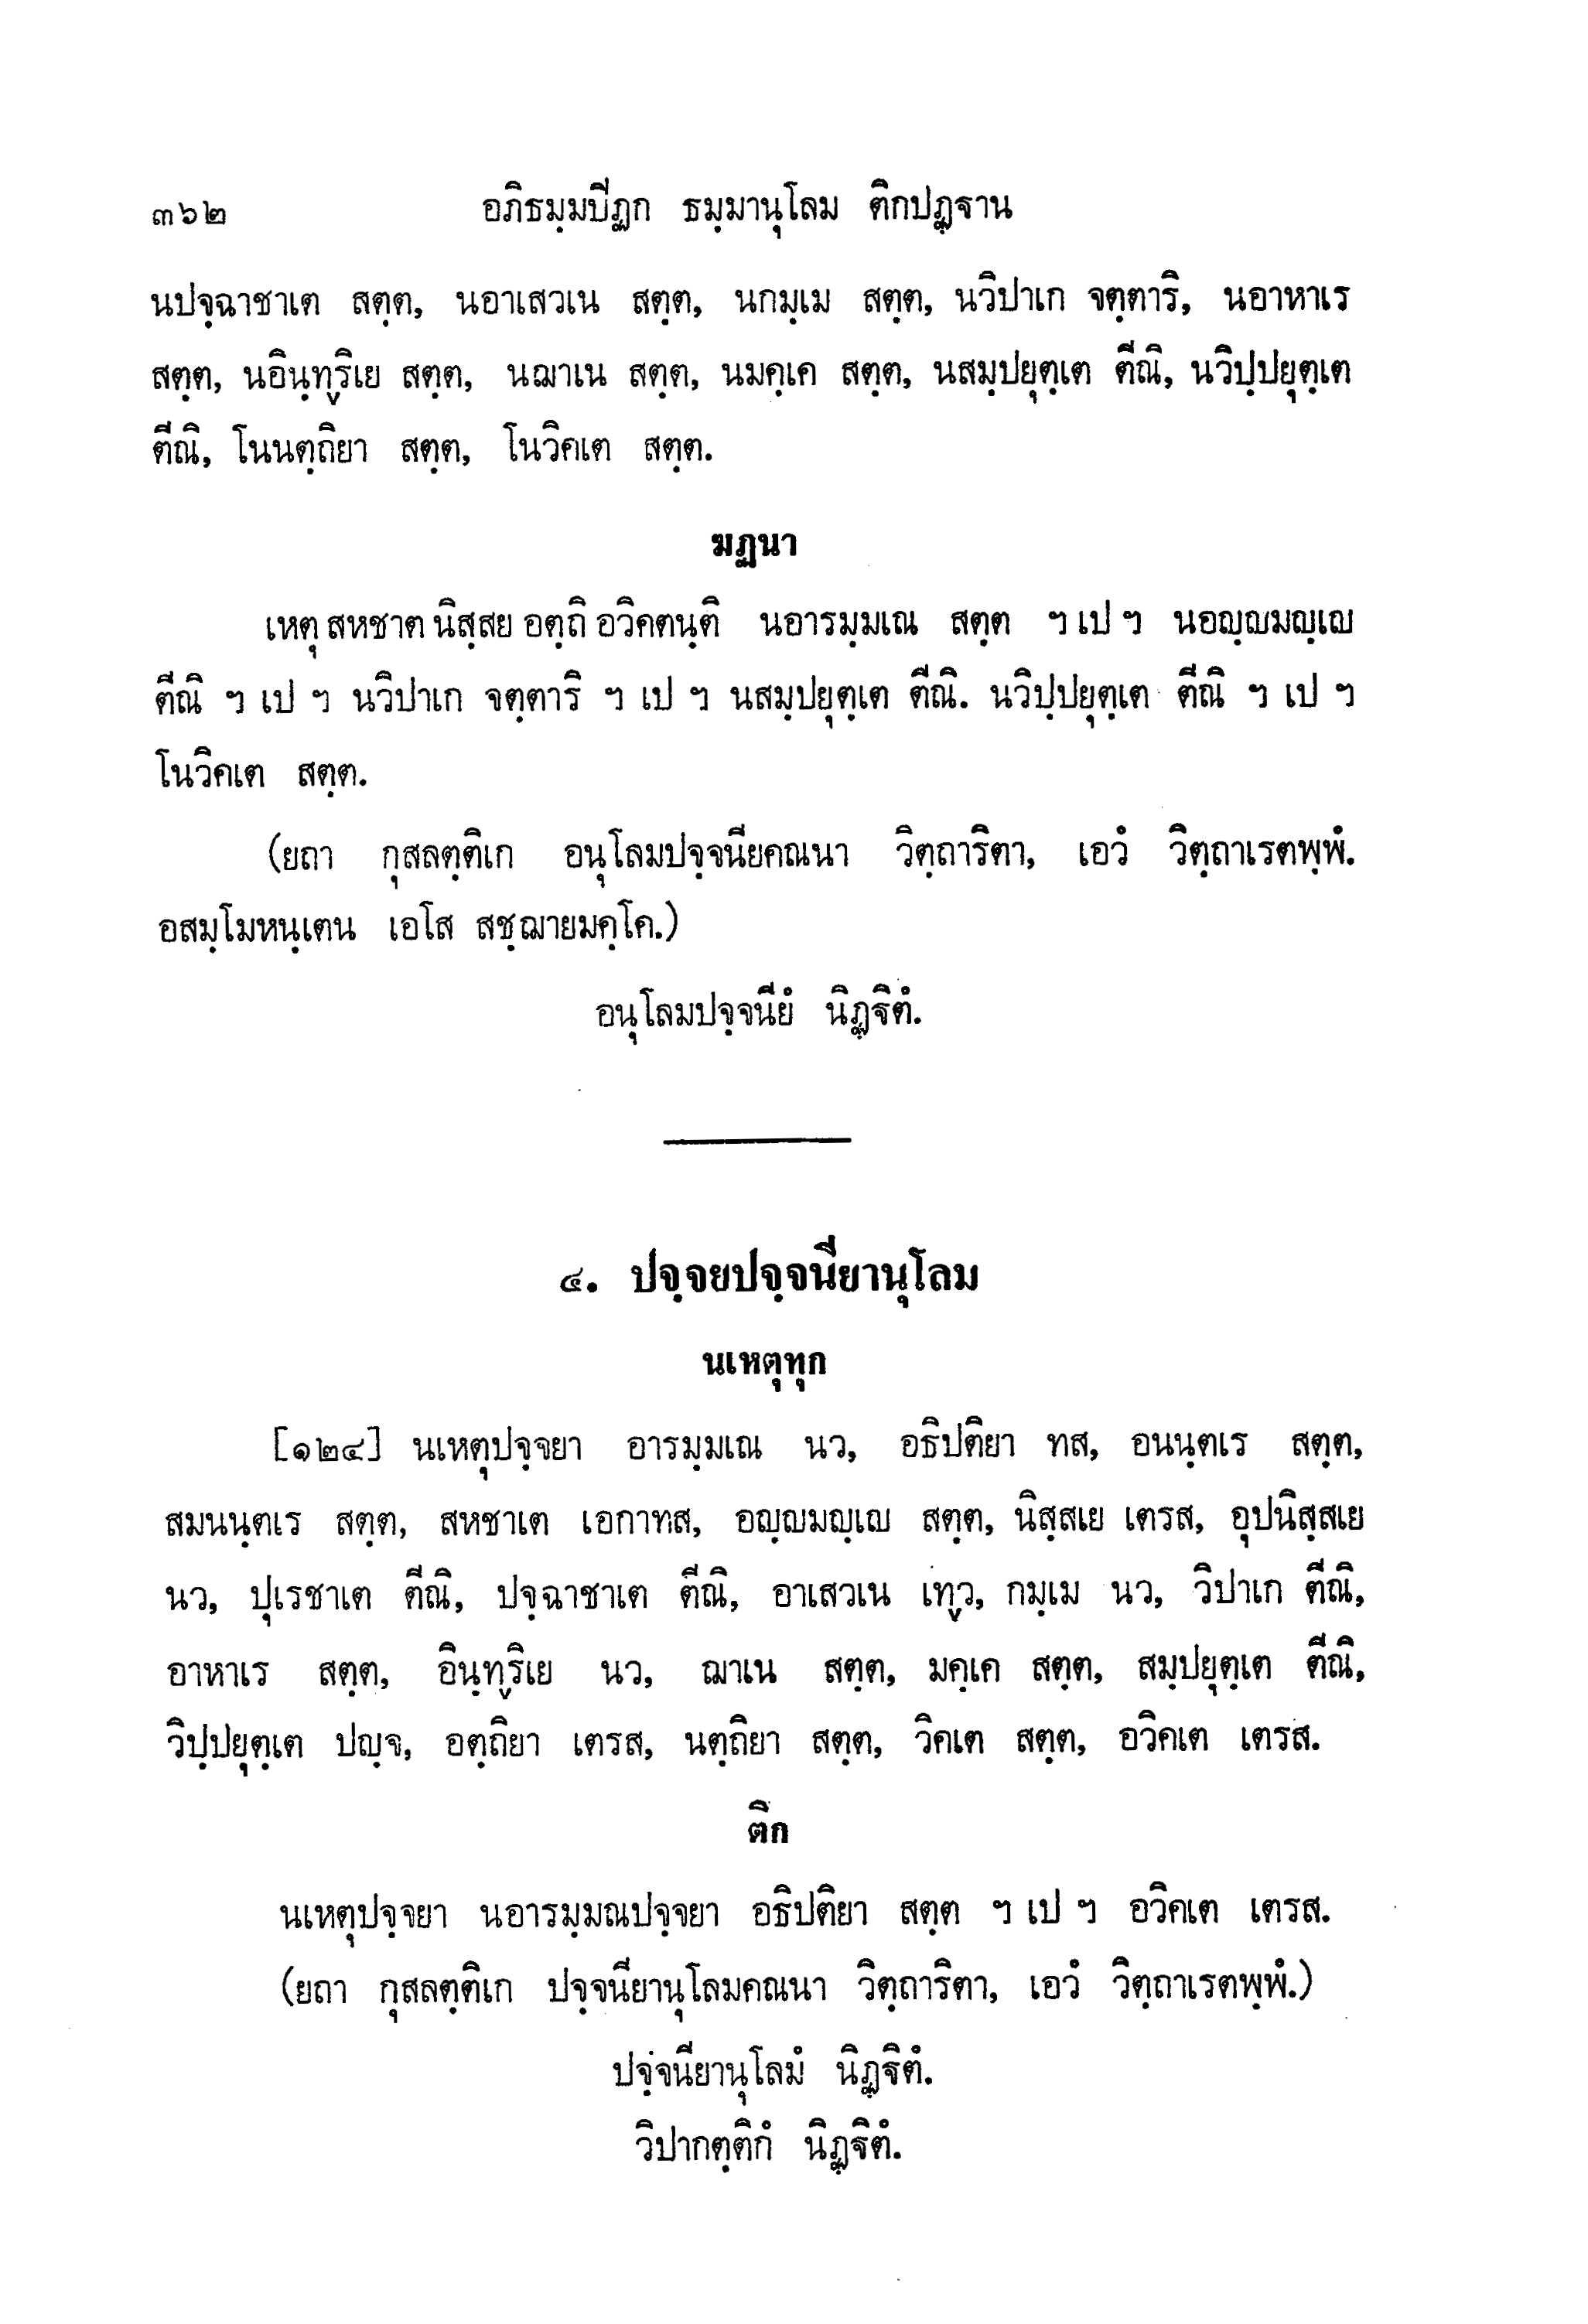 ๓๖๒ อภิธมฺมปีฏก ธมฺมานุโลม ติกปฏฺฐาน
นปจฺฉาชาเต สตฺต, นอาเสวเน สตฺต, นกมฺเม สตฺต, นวิปาเก จตฺตาริ, นอาหาเร
สตฺต, นอินฺทฺริเย สตฺต, นฌาเน สตฺต, นมคฺเค สตฺต, นสมฺปยุตฺเต ตีณิ, นวิปฺปยุตฺเต
ตีณิ, โนนตฺถิยา สตฺต, โนวิคเต สตฺต.
ฆฏนา
เหตุ สหชาต นิสฺสย อตฺถิ อวิคตนฺติ นอารมฺมเณ สตฺต ฯ เป ฯ นอญฺญมญฺเญ
ตีณิ ฯ เป ฯ นวิปาเก จตฺตาริ ฯ เป ฯ นสมฺปยุตฺเต ตีณิ. นวิปฺปยุตฺเต ตีณิ ฯ เป ฯ
โนวิคเต สตฺต.
(ยถา กุสลตฺติเก อนุโลมปจฺจนียคณนา วิตฺถาริตา, เอวํ วิตฺถาเรตพฺพํ.
อสมฺโมหนฺเตน เอโส สชฺฌายมคฺโค.)
อนุโลมปจฺจนียํ นิฏฺฐิตํ.
๔. ปจฺจยปจฺจนียานุโลม
นเหตุทุก
[๑๒๔] นเหตุปจฺจยา อารมฺมเณ นว, อธิปติยา ทส, อนนฺตเร สตฺต,
สมนนฺตเร สตฺต, สหชาเต เอกาทส, อญฺญมญฺเญ สตฺต, นิสฺสเย เตรส, อุปนิสฺสเย
นว, ปุเรชาเต ตีณิ, ปจฺฉาชาเต ตีณิ, อาเสวเน เทฺว, กมฺเม นว, วิปาเก ตีณิ,
อาหาเร สตฺต, อินฺทฺริเย นว, ฌาเน สตฺต, มคฺเค สตฺต, สมฺปยุตฺเต ตีณิ,
วิปฺปยุตฺเต ปญฺจ, อตฺถิยา เตรส, นตฺถิยา สตฺต, วิคเต สตฺต, อวิคเต เตรส.
ติก
นเหตุปจฺจยา นอารมฺมณปจฺจยา อธิปติยา สตฺต ฯ เป ฯ อวิคเต เตรส.
(ยถา กุสลตฺติเก ปจฺจนียานุโลมคณนา วิตฺถาริตา, เอวํ วิตฺถาเรตพฺพํ.)
ปจฺจนียานุโลมํ นิฏฺฐิตํ.
วิปากตฺติกํ นิฏฺฐิตํ.